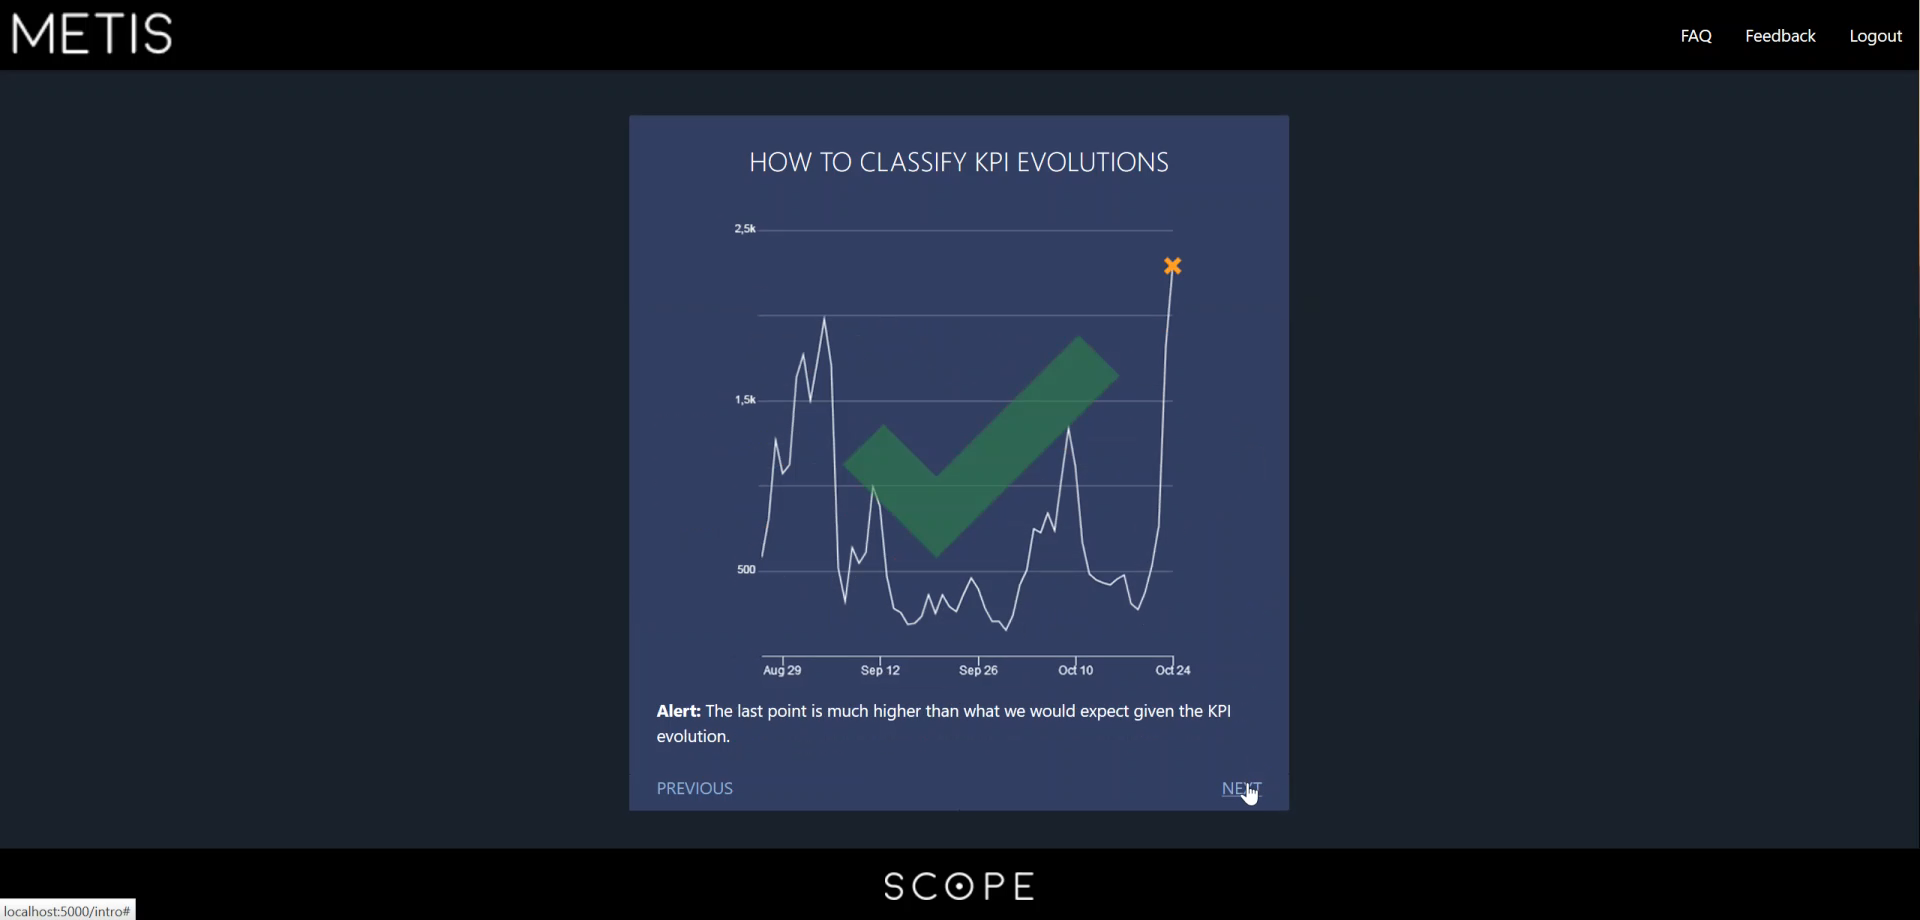 METIS
FAQ Feedback Logout
HOW TO CLASSIFY KPI EVOLUTIONS
2,5k
1,5k
500
Aug 29 Sep 12 Sep 26 Oct 10 Oct 24
Alert: The last point is much higher than what we would expect given the KPI
evolution.
PREVIOUS NEXT
SCOPE
localhost:5000/intro#